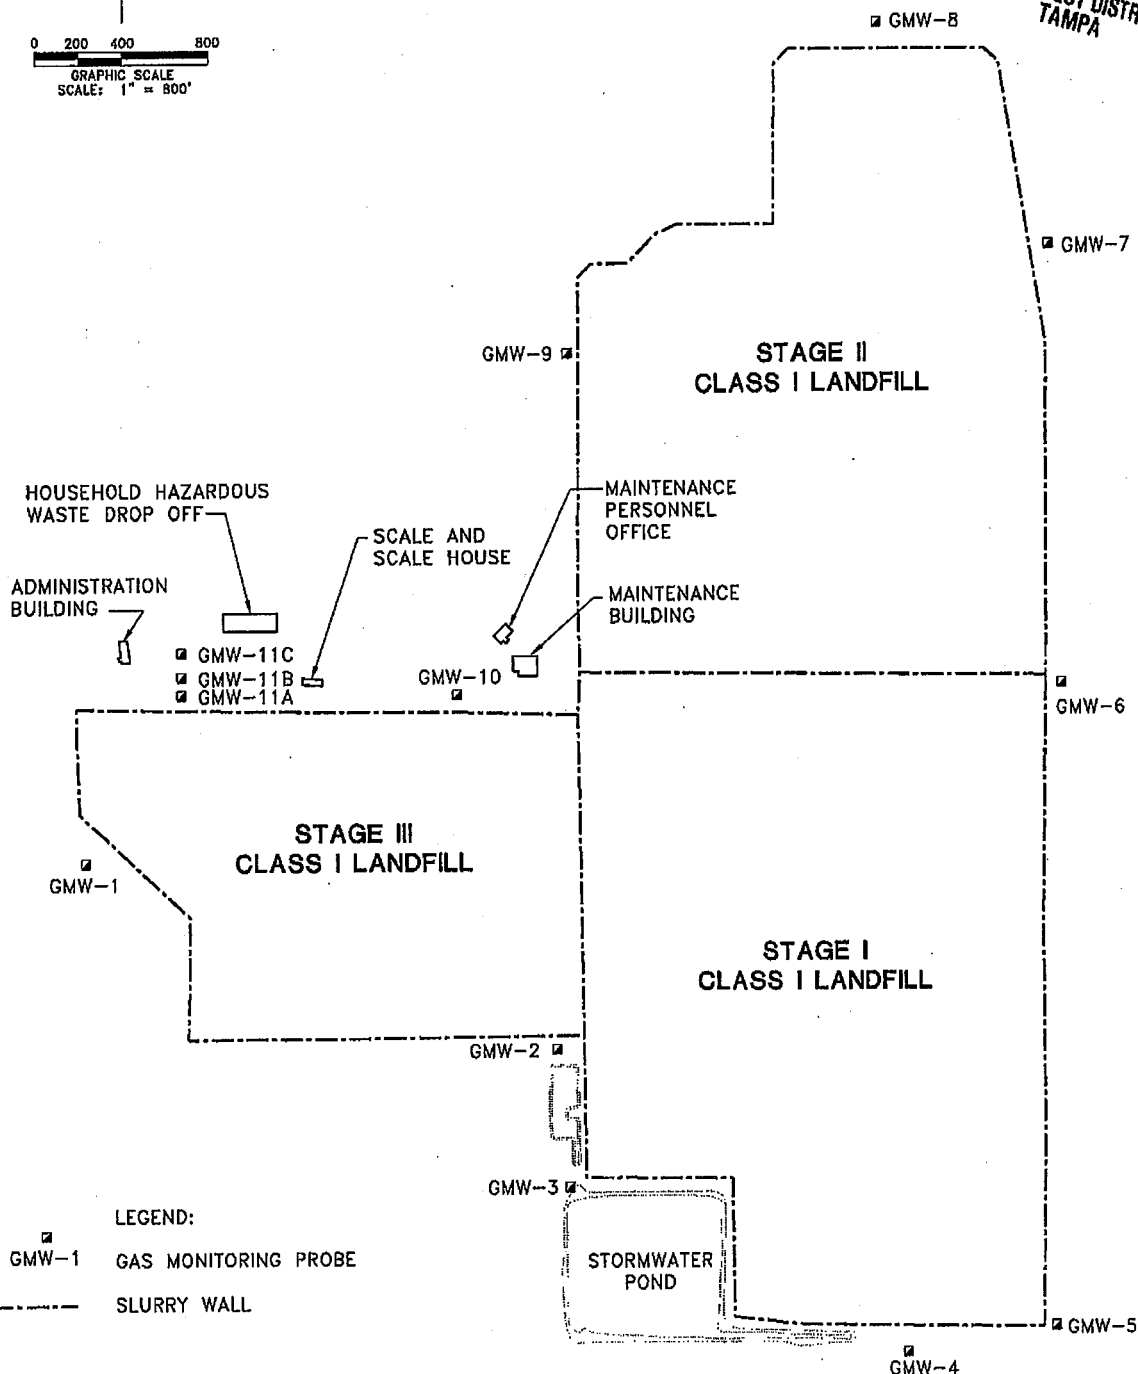 DISTR
TAMPA
GMW-8
0 200 400 800
GRAPHIC SCALE
SCALE: 1" = 800'
GMW-7
GMW-9
STAGE II
CLASS I LANDFILL
HOUSEHOLD HAZARDOUS
WASTE DROP OFF
SCALE AND
SCALE HOUSE
MAINTENANCE
PERSONNEL
OFFICE
ADMINISTRATION
BUILDING
MAINTENANCE
BUILDING
GMW-11C
GMW-11B
GMW-11A
GMW-10
GMW-6
STAGE III
CLASS I LANDFILL
GMW-1
STAGE I
CLASS I LANDFILL
GMW-2
GMW-3
STORMWATER
POND
GMW-5
GMW-4
LEGEND:
GMW-1 GAS MONITORING PROBE
SLURRY WALL